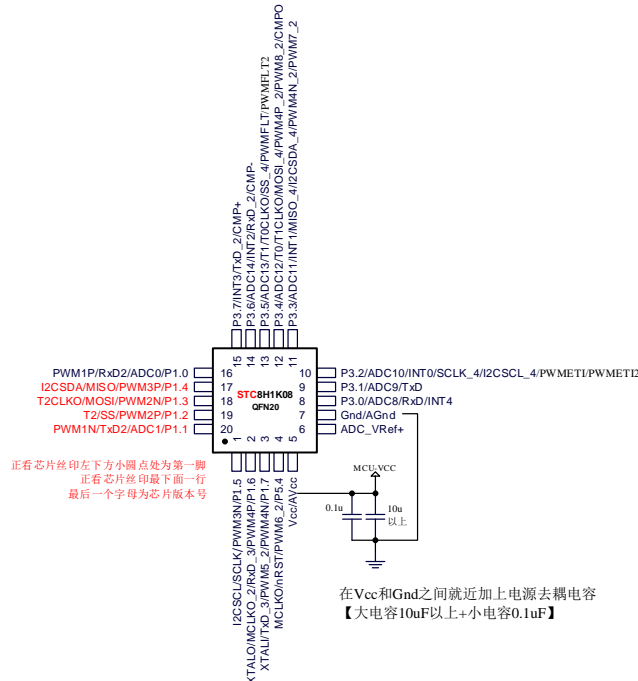 P3.7/INT3/TxD_2/CMP+
P3.6/ADC14/INT2/RxD_2/CMP-
P3.5/ADC13/T1/T0CLKO/SS_4/PWMFLT/PWMFLT2
P3.4/ADC12/T0/T1CLKO/MOSI_4/PWM4P_2/PWM8_2/CMPO
P3.3/ADC11/INT1/MISO_4/I2CSDA_4/PWM4N_2/PWM7_2
15
14
13
12
11
PWM1P/RxD2/ADC0/P1.0
16
I2CSDA/MISO/PWM3P/P1.4
17
T2CLKO/MOSI/PWM2N/P1.3
18
T2/SS/PWM2P/P1.2
19
PWM1N/TxD2/ADC1/P1.1
20
STC8H1K08
QFN20
10
P3.2/ADC10/INT0/SCLK_4/I2CSCL_4/PWMETI/PWMETI2
9
P3.1/ADC9/TxD
8
P3.0/ADC8/RxD/INT4
7
Gnd/AGnd
6
ADC_VRef+
1
2
3
4
5
I2CSCL/SCLK/PWM3N/P1.5
XTALO/MCLKO_2/RxD_3/PWM4P/P1.6
XTALI/TxD_3/PWM5_2/PWM4N/P1.7
MCLKO/nRST/PWM6_2/P5.4
Vcc/AVcc
正看芯片丝印左下方小圆点处为第一脚
正看芯片丝印最下面一行
最后一个字母为芯片版本号
MCU-VCC
0.1u
10u
以上
在Vcc和Gnd之间就近加上电源去耦电容
【大电容10uF以上+小电容0.1uF】